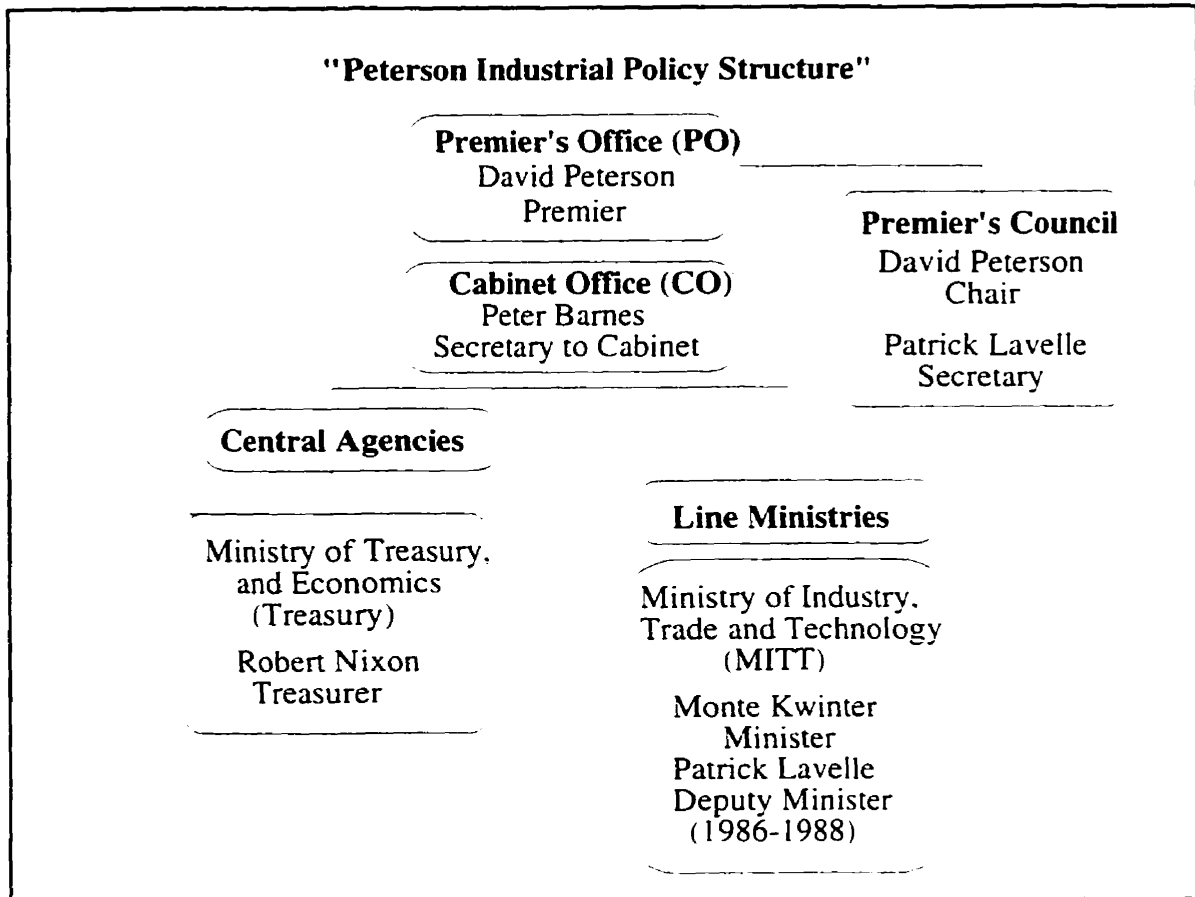 "Peterson Industrial Policy Structure"
Premier's Office (PO)
David Peterson
Premier
Premier's Council
David Peterson
Chair
Patrick Lavelle
Secretary
Cabinet Office (CO)
Peter Barnes
Secretary to Cabinet
Central Agencies
Ministry of Treasury,
and Economics
(Treasury)
Robert Nixon
Treasurer
Line Ministries
Ministry of Industry,
Trade and Technology
(MITT)
Monte Kwinter
Minister
Patrick Lavelle
Deputy Minister
(1986-1988)